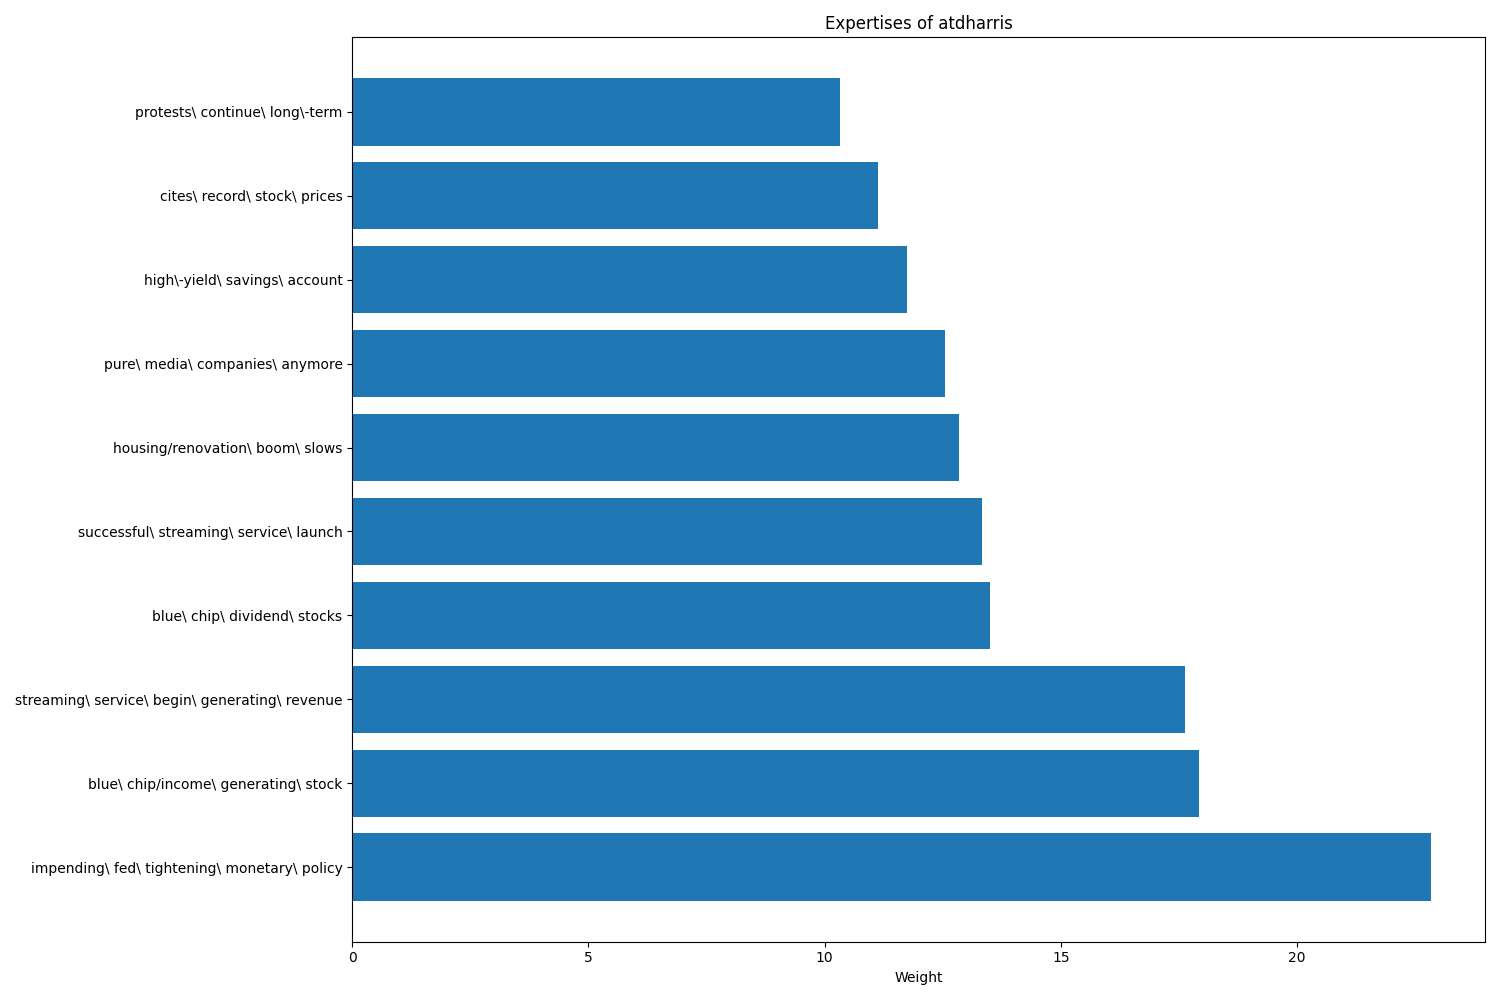 Expertises of atdharris
protests\ continue\ long\-term
cites\ record\ stock\ prices
high\-yield\ savings\ account
pure\ media\ companies\ anymore
housing/renovation\ boom\ slows
successful\ streaming\ service\ launch
blue\ chip\ dividend\ stocks
streaming\ service\ begin\ generating\ revenue
blue\ chip/income\ generating\ stock
impending\ fed\ tightening\ monetary\ policy
0 5 10 15 20
Weight